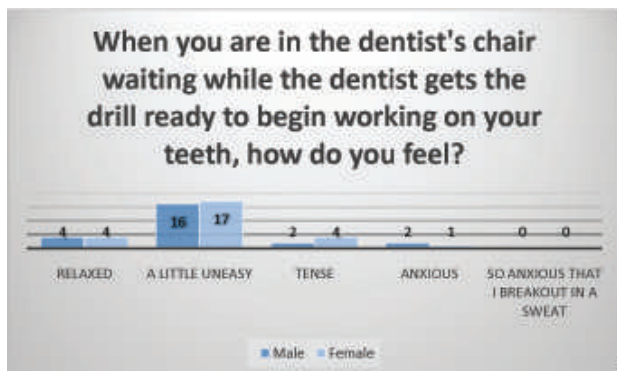 When you are in the dentist's chair
waiting while the dentist gets the
drill ready to begin working on your
teeth, how do you feel?
4 4 16 17 2 4 2 1 0 0
RELAXED A LITTLE UNEASY TENSE ANXIOUS SO ANXIOUS THAT
I BREAKOUT IN A
SWEAT
Male Female